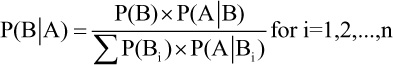 P(B|A) = P(B)×P(A|B) / ∑P(Bᵢ)×P(A|Bᵢ) for i=1,2,...,n